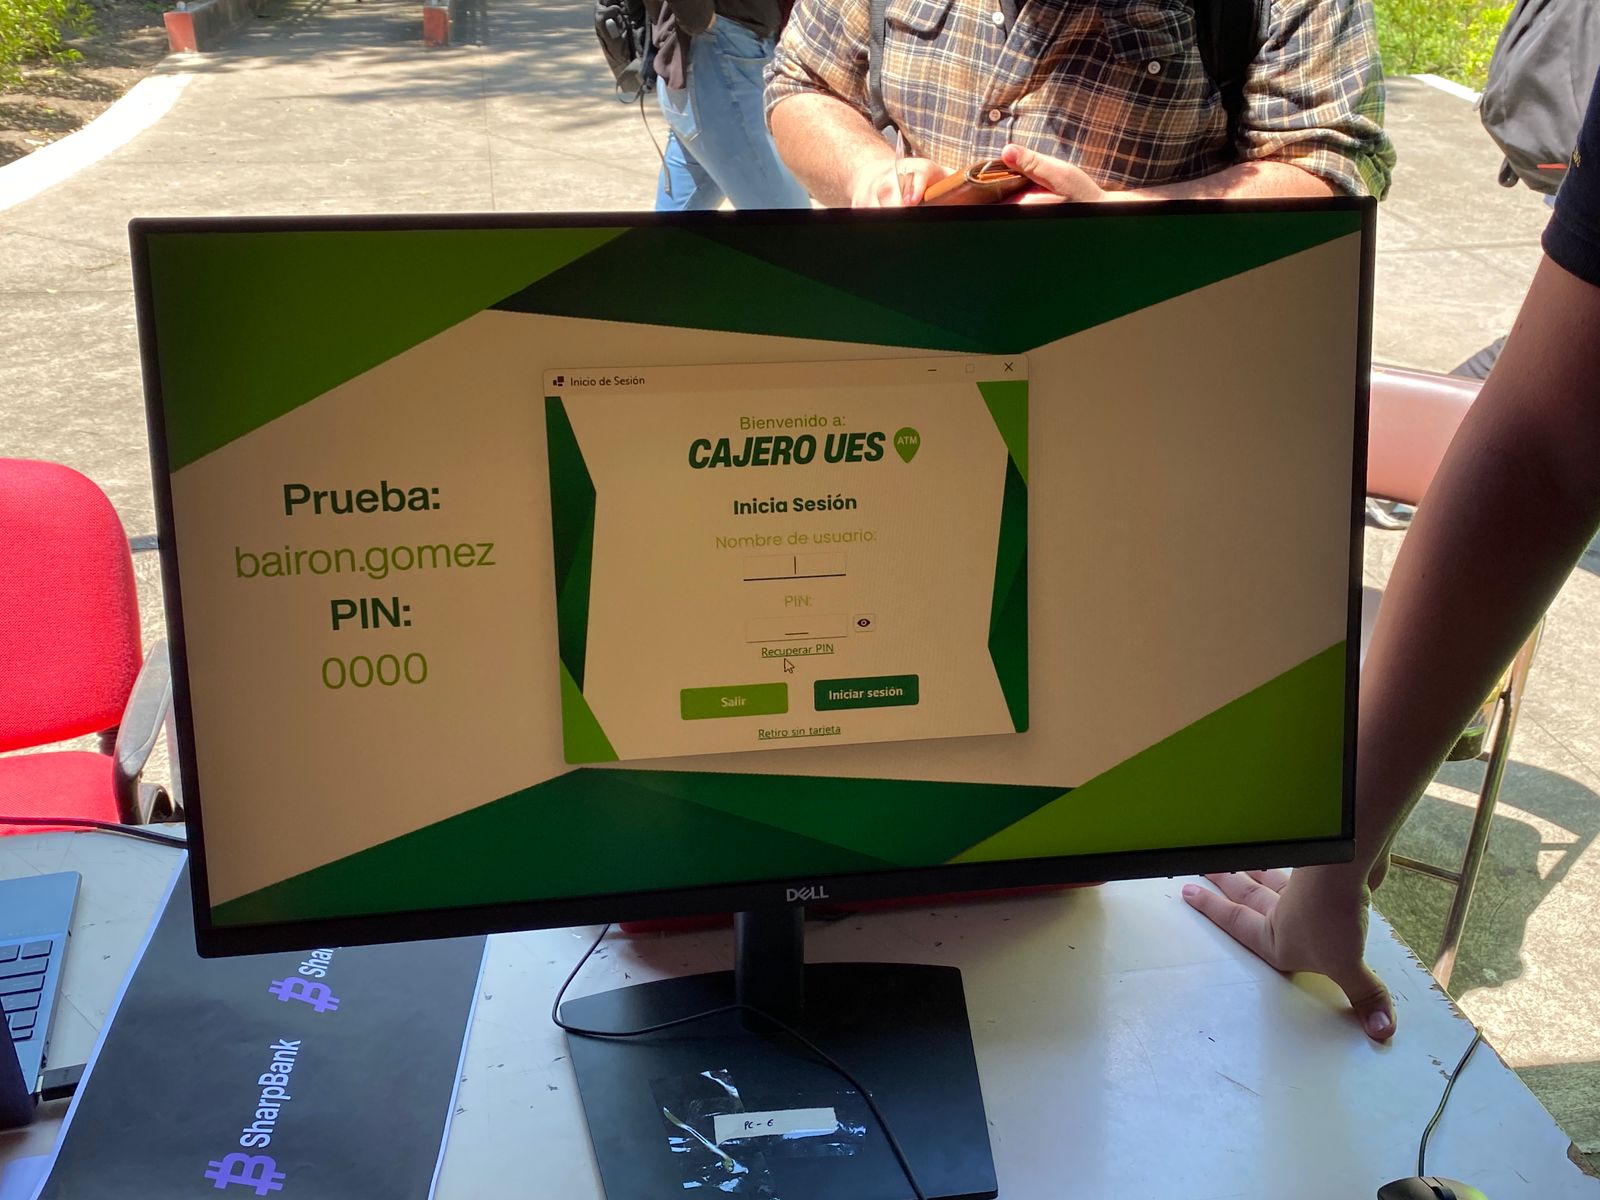 Prueba:
bairon.gomez
PIN:
0000
Inicio de Sesión
Bienvenido a:
CAJERO UES
ATM
Inicia Sesión
Nombre de usuario:
PIN:
Recuperar PIN
Salir
Iniciar sesión
Retiro sin tarjeta
DELL
SharpBank
Sha
PC-6